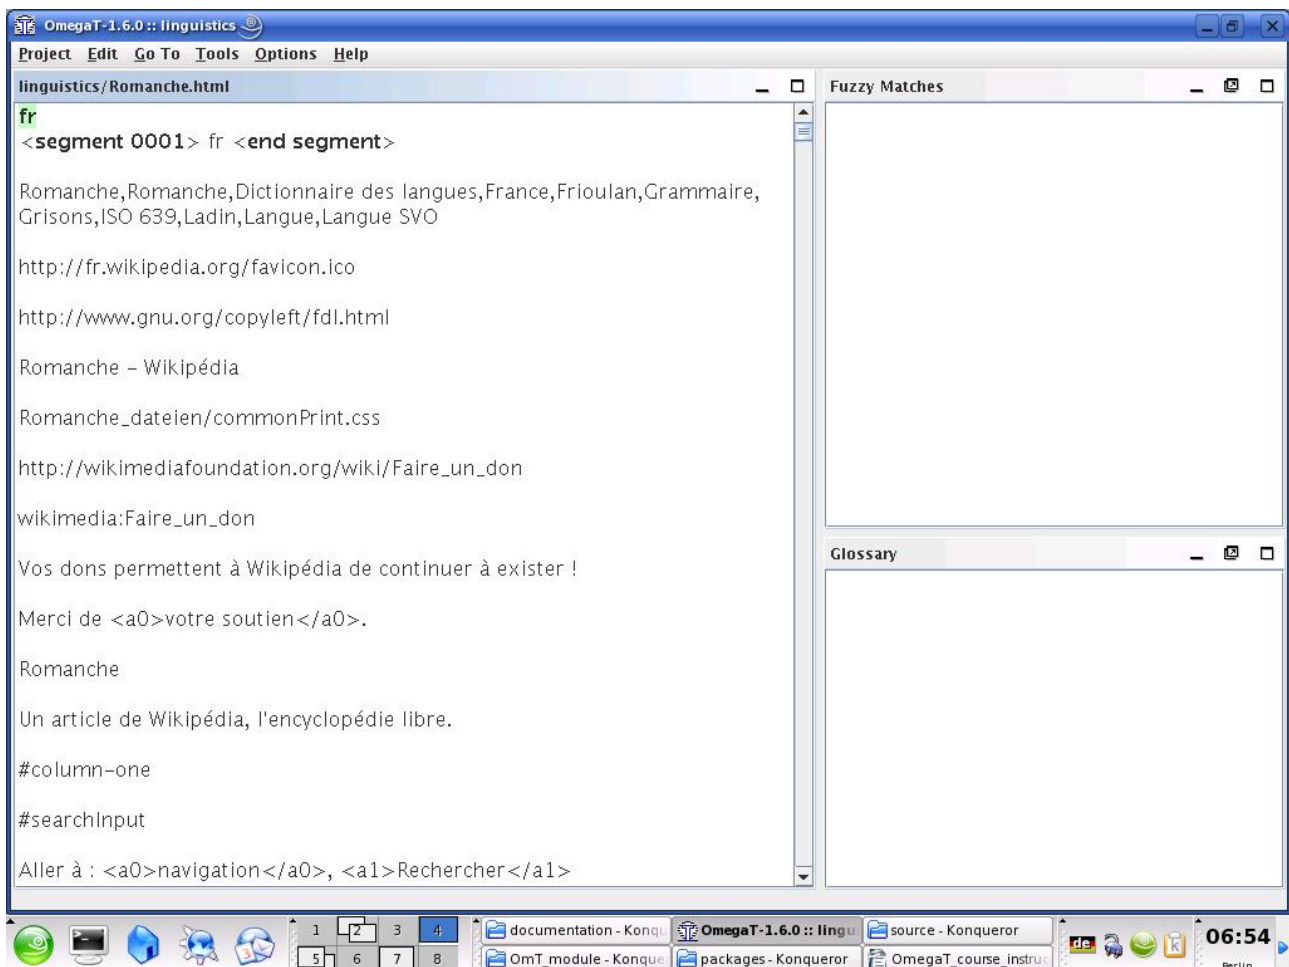 OmegaT-1.6.0 :: linguistics
Project Edit Go To Tools Options Help
linguistics/Romanche.html
fr
<segment 0001> fr <end segment>
Romanche,Romanche,Dictionnaire des langues,France,Frioulan,Grammaire,
Grisons,ISO 639,Ladin,Langue,Langue SVO
http://fr.wikipedia.org/favicon.ico
http://www.gnu.org/copyleft/fdl.html
Romanche – Wikipédia
Romanche_dateien/commonPrint.css
http://wikimediafoundation.org/wiki/Faire_un_don
wikimedia:Faire_un_don
Vos dons permettent à Wikipédia de continuer à exister !
Merci de <a0>votre soutien</a0>.
Romanche
Un article de Wikipédia, l'encyclopédie libre.
#column-one
#searchInput
Aller à : <a0>navigation</a0>, <a1>Rechercher</a1>
Fuzzy Matches
Glossary
1 2 3 4
5 6 7 8
documentation - Konqu
OmegaT-1.6.0 :: lingu
source - Konqueror
OmT_module - Konque
packages - Konqueror
OmegaT_course_instruc
de
06:54
Berlin